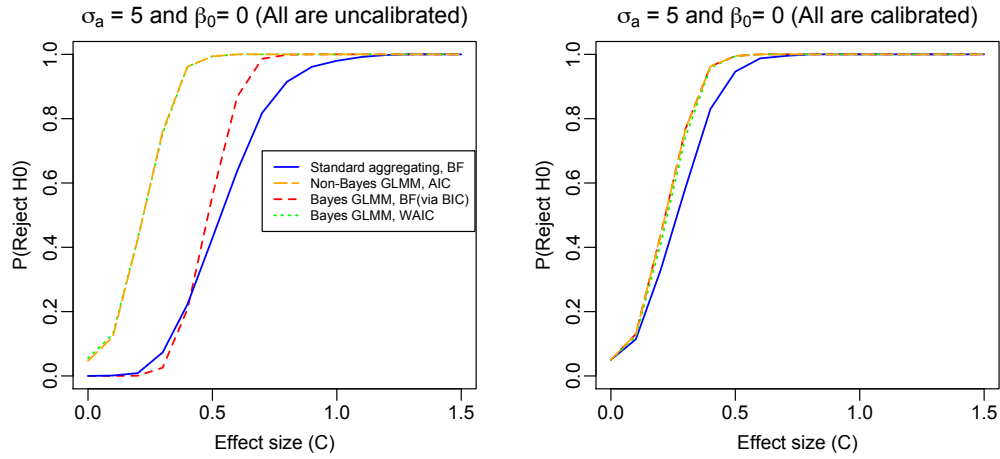 σa = 5 and β0= 0 (All are uncalibrated)
P(Reject H0)
1.0
0.8
0.6
0.4
0.2
0.0
Standard aggregating, BF
Non-Bayes GLMM, AIC
Bayes GLMM, BF(via BIC)
Bayes GLMM, WAIC
0.0 0.5 1.0 1.5
Effect size (C)
σa = 5 and β0= 0 (All are calibrated)
P(Reject H0)
1.0
0.8
0.6
0.4
0.2
0.0
0.0 0.5 1.0 1.5
Effect size (C)